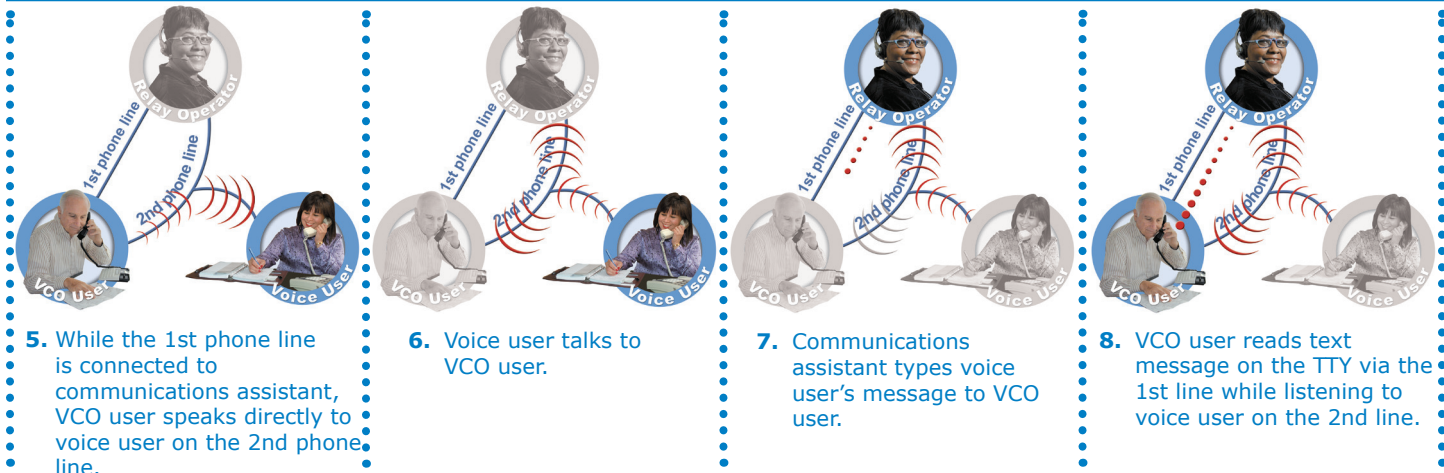 Relay Operator
1st phone line
2nd phone line
VCO User
Voice User
5. While the 1st phone line
is connected to
communications assistant,
VCO user speaks directly to
voice user on the 2nd phone
line.
Relay Operator
1st phone line
2nd phone line
VCO User
Voice User
6. Voice user talks to
VCO user.
Relay Operator
1st phone line
2nd phone line
VCO User
Voice User
7. Communications
assistant types voice
user's message to VCO
user.
Relay Operator
1st phone line
2nd phone line
VCO User
Voice User
8. VCO user reads text
message on the TTY via the
1st line while listening to
voice user on the 2nd line.